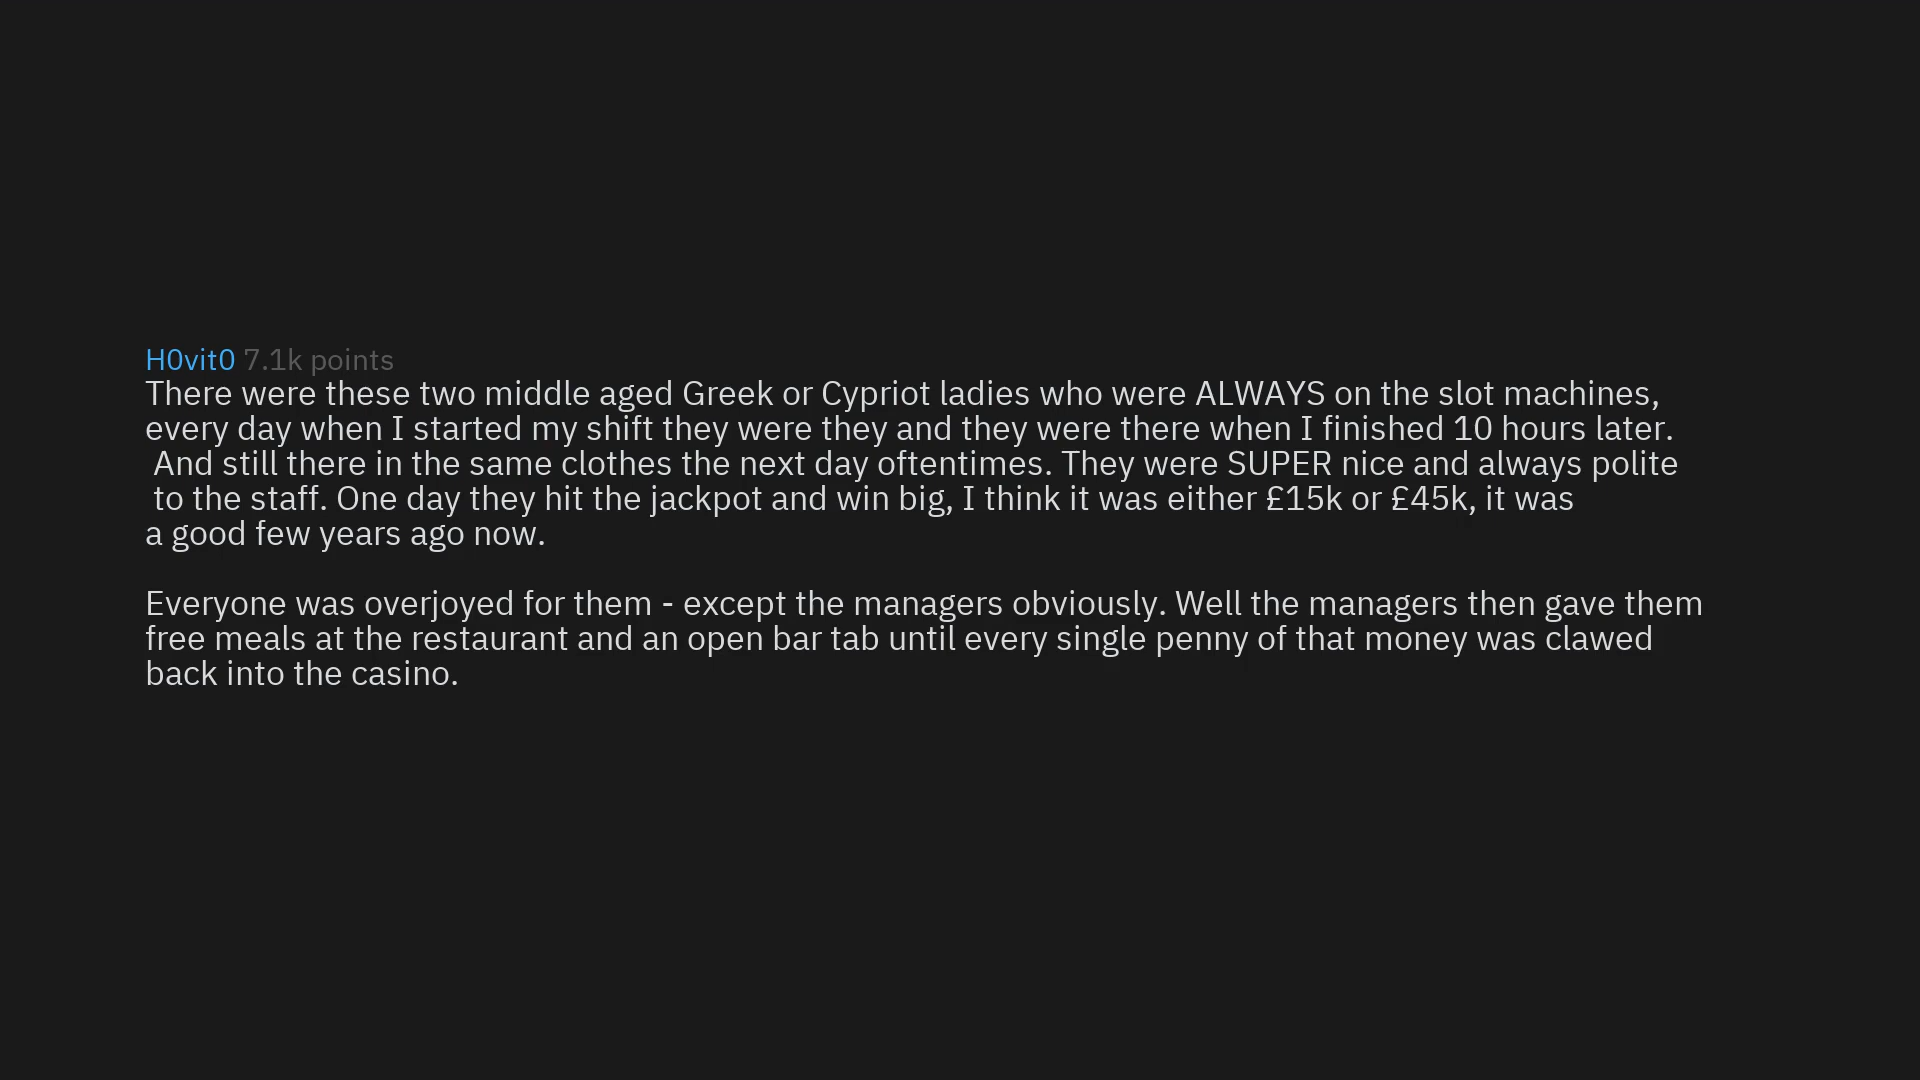 H0vit0 7.1k points
There were these two middle aged Greek or Cypriot ladies who were ALWAYS on the slot machines,
every day when I started my shift they were they and they were there when I finished 10 hours later.
And still there in the same clothes the next day oftentimes. They were SUPER nice and always polite
to the staff. One day they hit the jackpot and win big, I think it was either £15k or £45k, it was
a good few years ago now.
Everyone was overjoyed for them - except the managers obviously. Well the managers then gave them
free meals at the restaurant and an open bar tab until every single penny of that money was clawed
back into the casino.